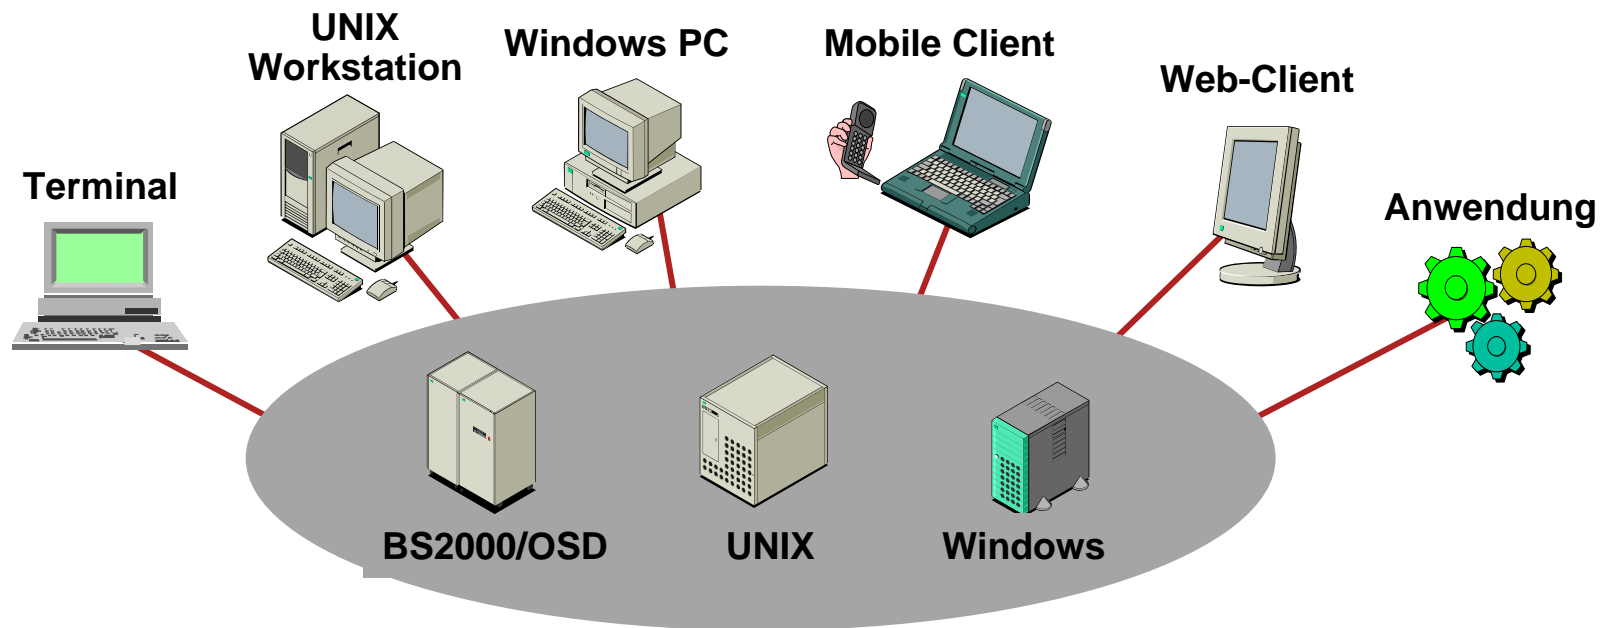 UNIX
Workstation
Windows PC
Mobile Client
Web-Client
Terminal
Anwendung
BS2000/OSD
UNIX
Windows